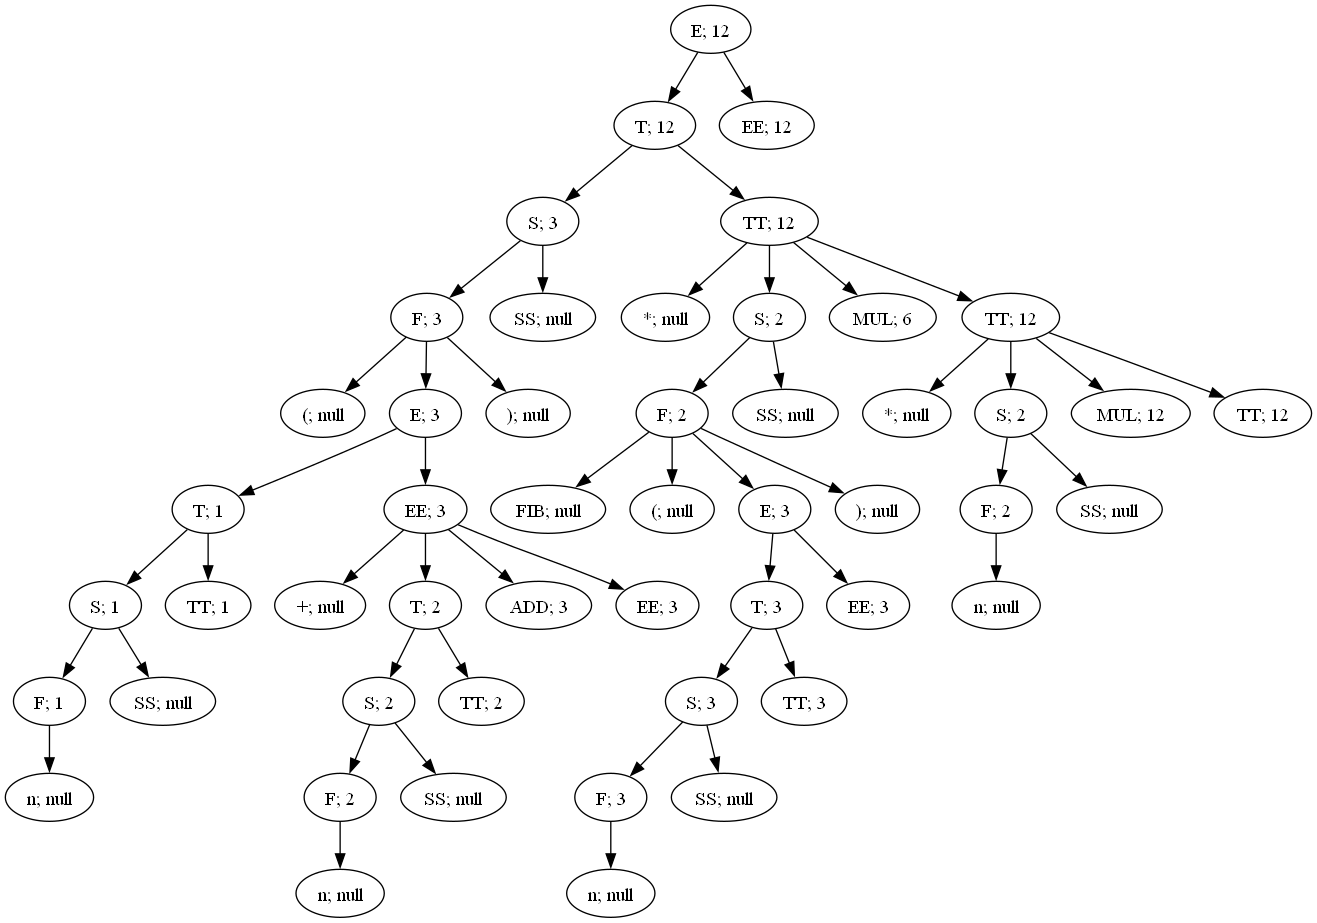 E; 12
T; 12
EE; 12
S; 3
TT; 12
F; 3
SS; null
*; null
S; 2
MUL; 6
TT; 12
(; null
E; 3
); null
F; 2
SS; null
*; null
S; 2
MUL; 12
TT; 12
T; 1
EE; 3
FIB; null
(; null
E; 3
); null
F; 2
SS; null
S; 1
TT; 1
+; null
T; 2
ADD; 3
EE; 3
T; 3
EE; 3
n; null
F; 1
SS; null
S; 2
TT; 2
S; 3
TT; 3
n; null
F; 2
SS; null
F; 3
SS; null
n; null
n; null